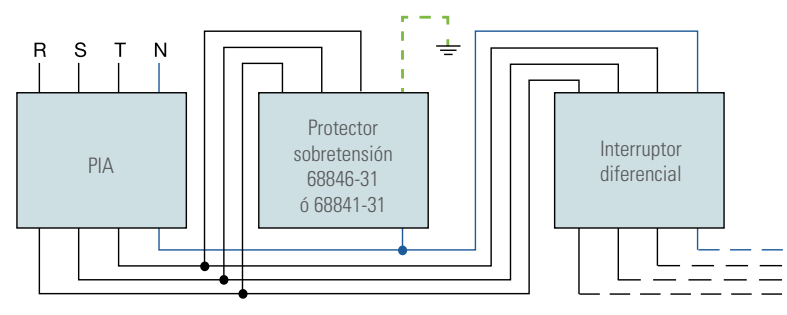 R S T N
PIA
Protector
sobretensión
68846-31
ó 68841-31
Interruptor
diferencial